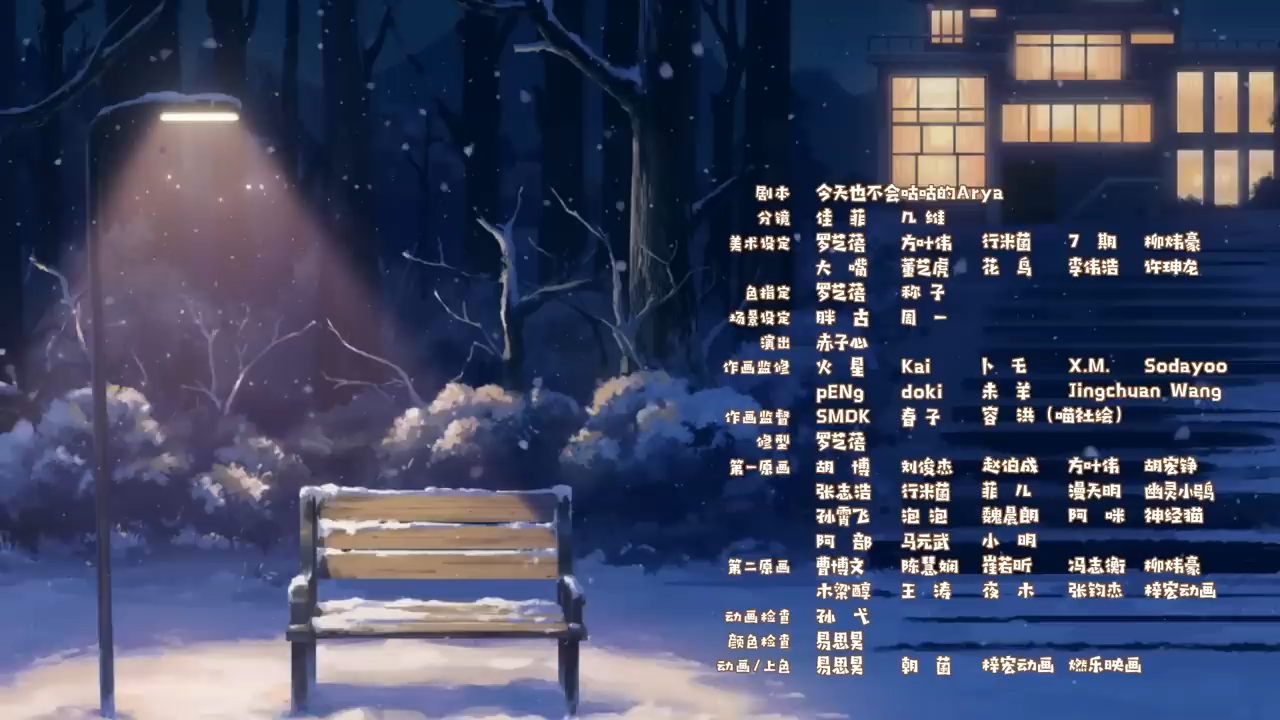 剧本 今天也不会咕咕的Arya
分镜 佳菲 几维
美术设定 罗艺蓓 方叶伟 行米菌 7期 柳炜豪
大嘴 董芝虎 花鸟 李伟浩 许珅龙
色指定 罗艺蓓 称子
场景设定 胖古 周一
演出 赤子心
作画监修 火星 Kai 卜毛 X.M. Sodayoo
pENg doki 未羊 Jingchuan Wang
作画监督 SMDK 春子 容洪（喵社绘）
修型 罗艺蓓
第一原画 胡博 刘俊杰 赵伯成 方叶伟 胡宏铮
张志浩 行米菌 菲儿 漫天明 幽灵小鸮
孙霄飞 泡泡 魏晨朗 阿咪 神经猫
阿部 马元武 小明
第二原画 曹博文 陈慧娴 崔若昕 冯志衡 柳炜豪
木梁醇 王涛 夜木 张钧杰 梓宏动画
动画检查 孙弋
颜色检查 易思昊
动画/上色 易思昊 朝菌 梓宏动画 燃乐映画